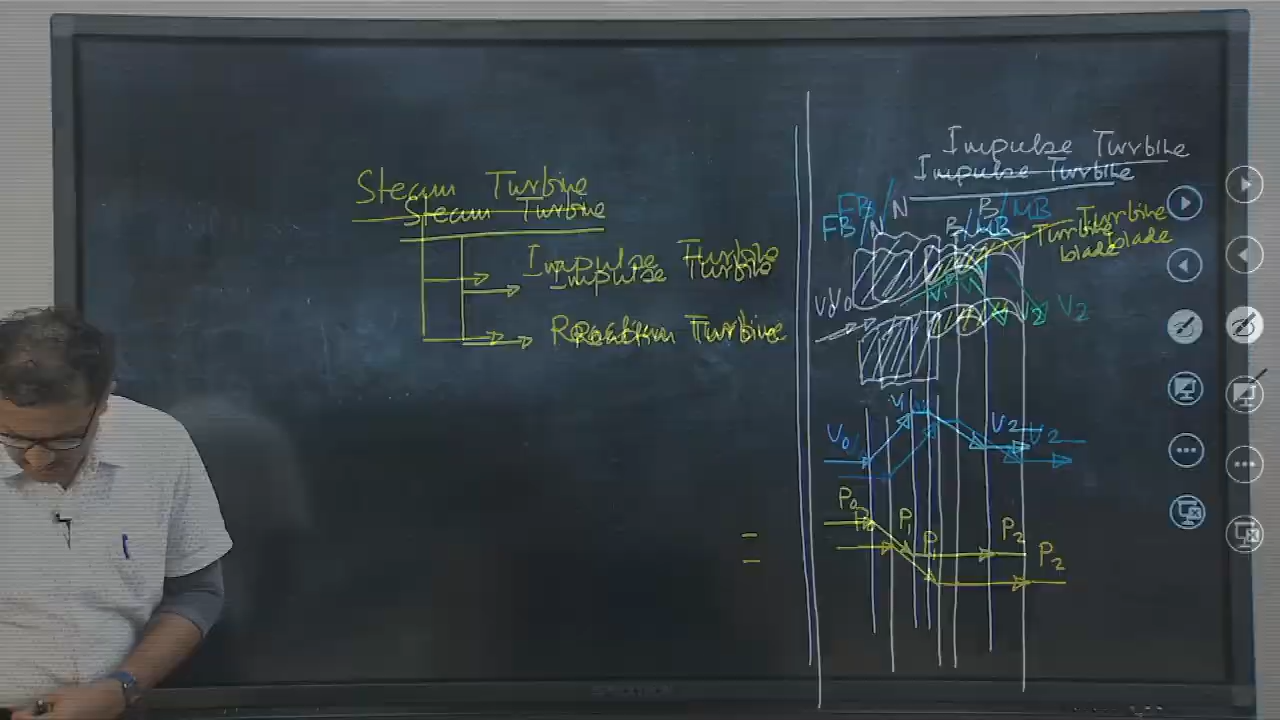 Steam Turbine
Impulse Turbine
Reaction Turbine
Impulse Turbine
FB/N
B/MB
Turbine
blade
V0
V1
V2
V0
V1
V2
P0
P1
P2
=